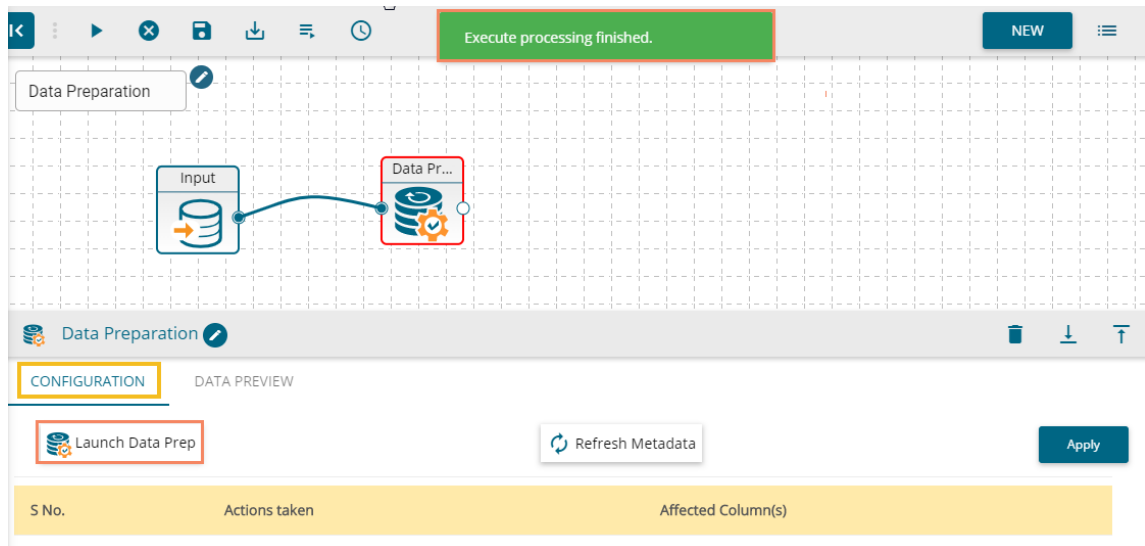 Execute processing finished.
NEW
Data Preparation
Input
Data Pr...
Data Preparation
CONFIGURATION DATA PREVIEW
Launch Data Prep Refresh Metadata Apply
S No. Actions taken Affected Column(s)